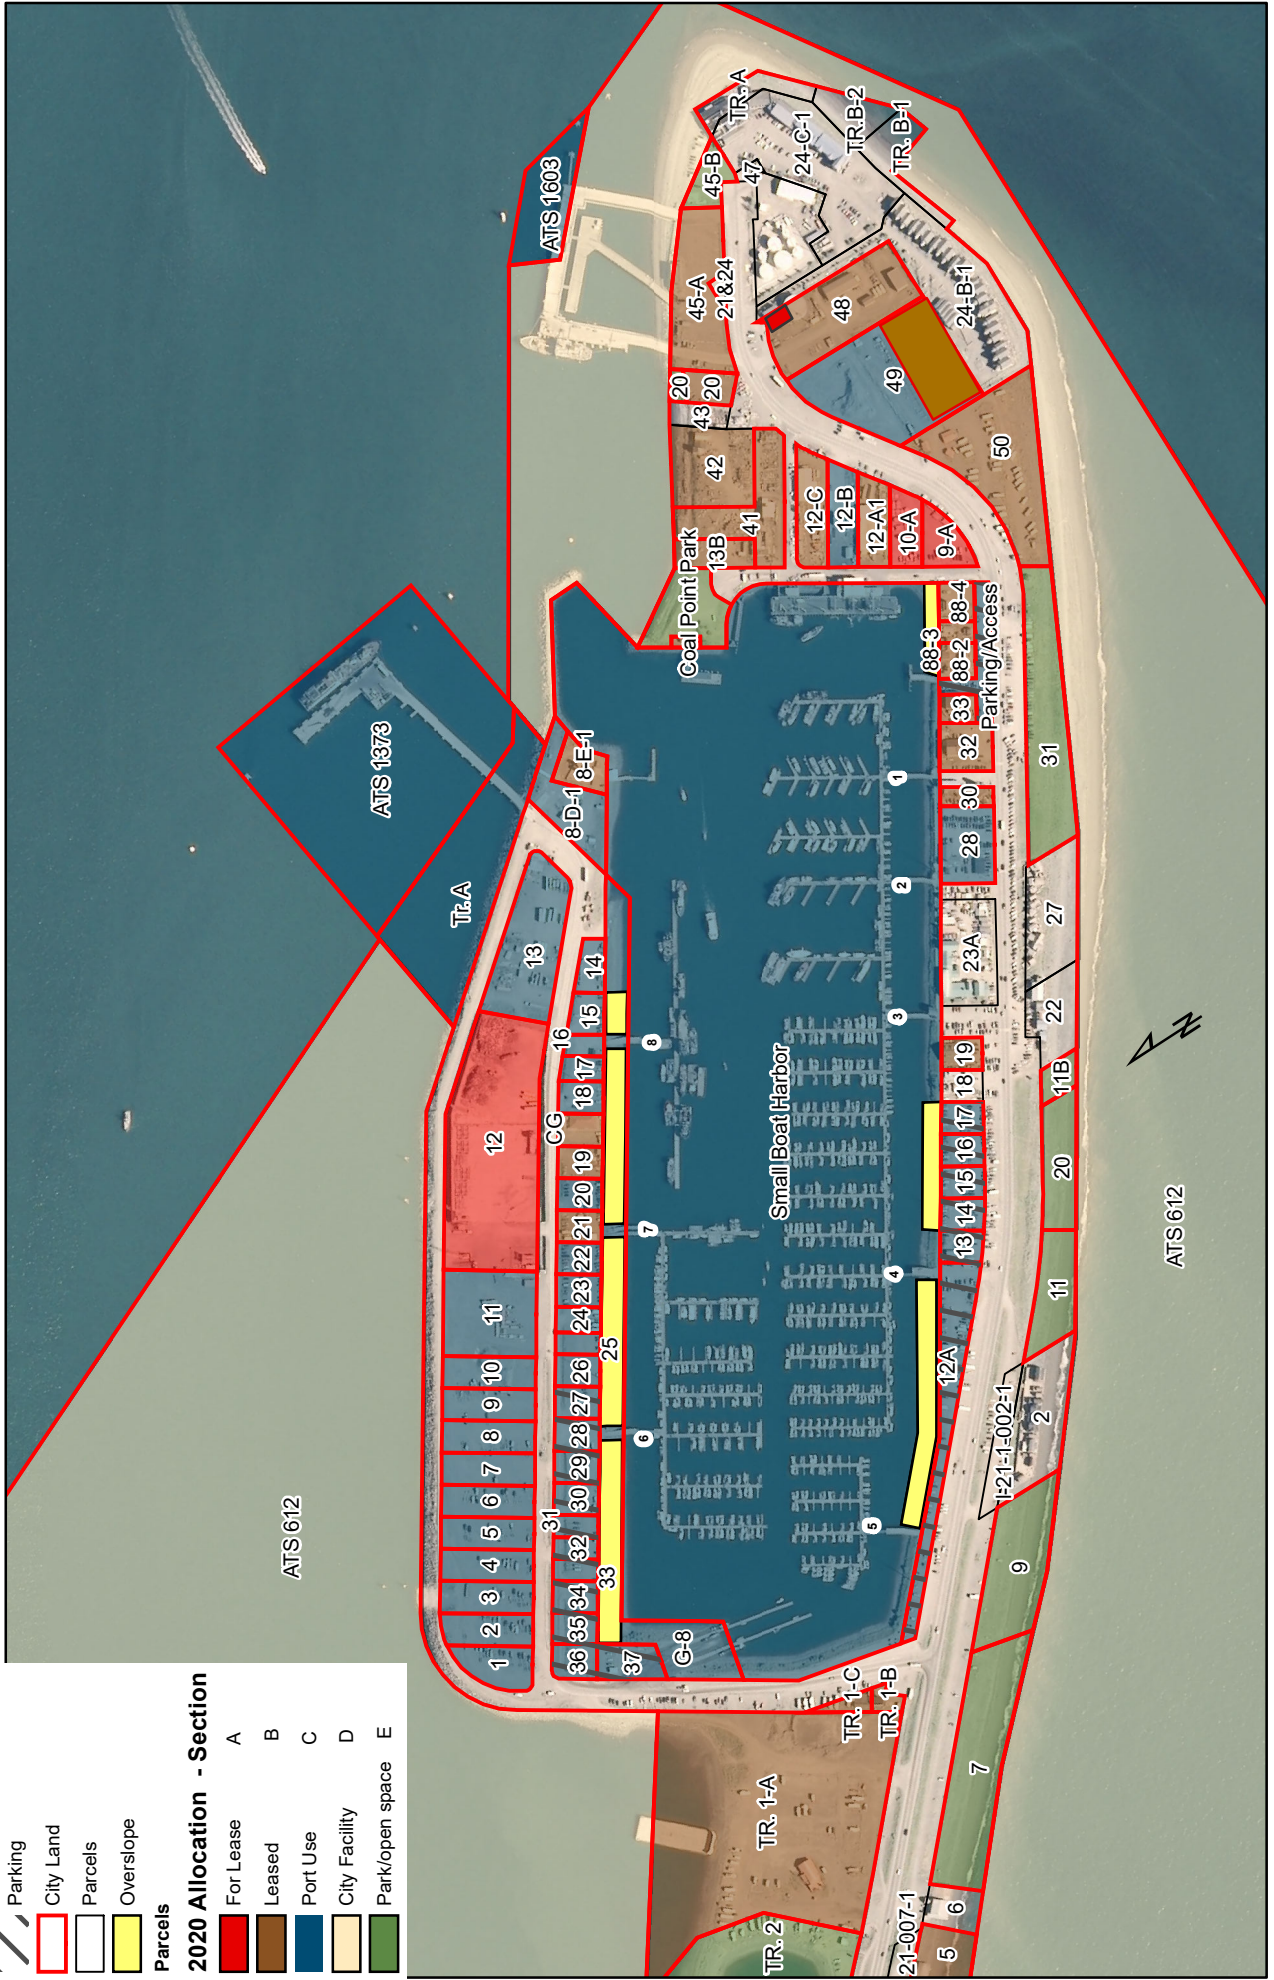 Parking
City Land
Parcels
Overslope
Parcels
2020 Allocation - Section
For Lease A
Leased B
Port Use C
City Facility D
Park/open space E
ATS 612
ATS 1373
Tr. A
ATS 1603
1
2
3
4
5
6
7
8
9
10
11
12
13
36
35
34
32
31
30
29
28
27
26
24
23
22
21
20
19
CG
18
17
16
15
14
37
33
25
G-8
8-D-1
8-E-1
6
7
8
Small Boat Harbor
5
4
3
2
1
Coal Point Park
13B
41
42
43
20
20
45-A
21&24
45-B
47
TR. A
24-C-1
TR.B-2
TR. B-1
24-B-1
48
49
50
12-C
12-B
12-A1
10-A
9-A
88-4
88-3
88-2
33
32
30
28
23A
19
18
17
16
15
14
13
12A
Parking/Access
31
27
22
11B
20
11
I-21-1-002-1
2
9
7
6
5
21-007-1
TR. 1-C
TR. 1-B
TR. 1-A
TR. 2
ATS 612
N